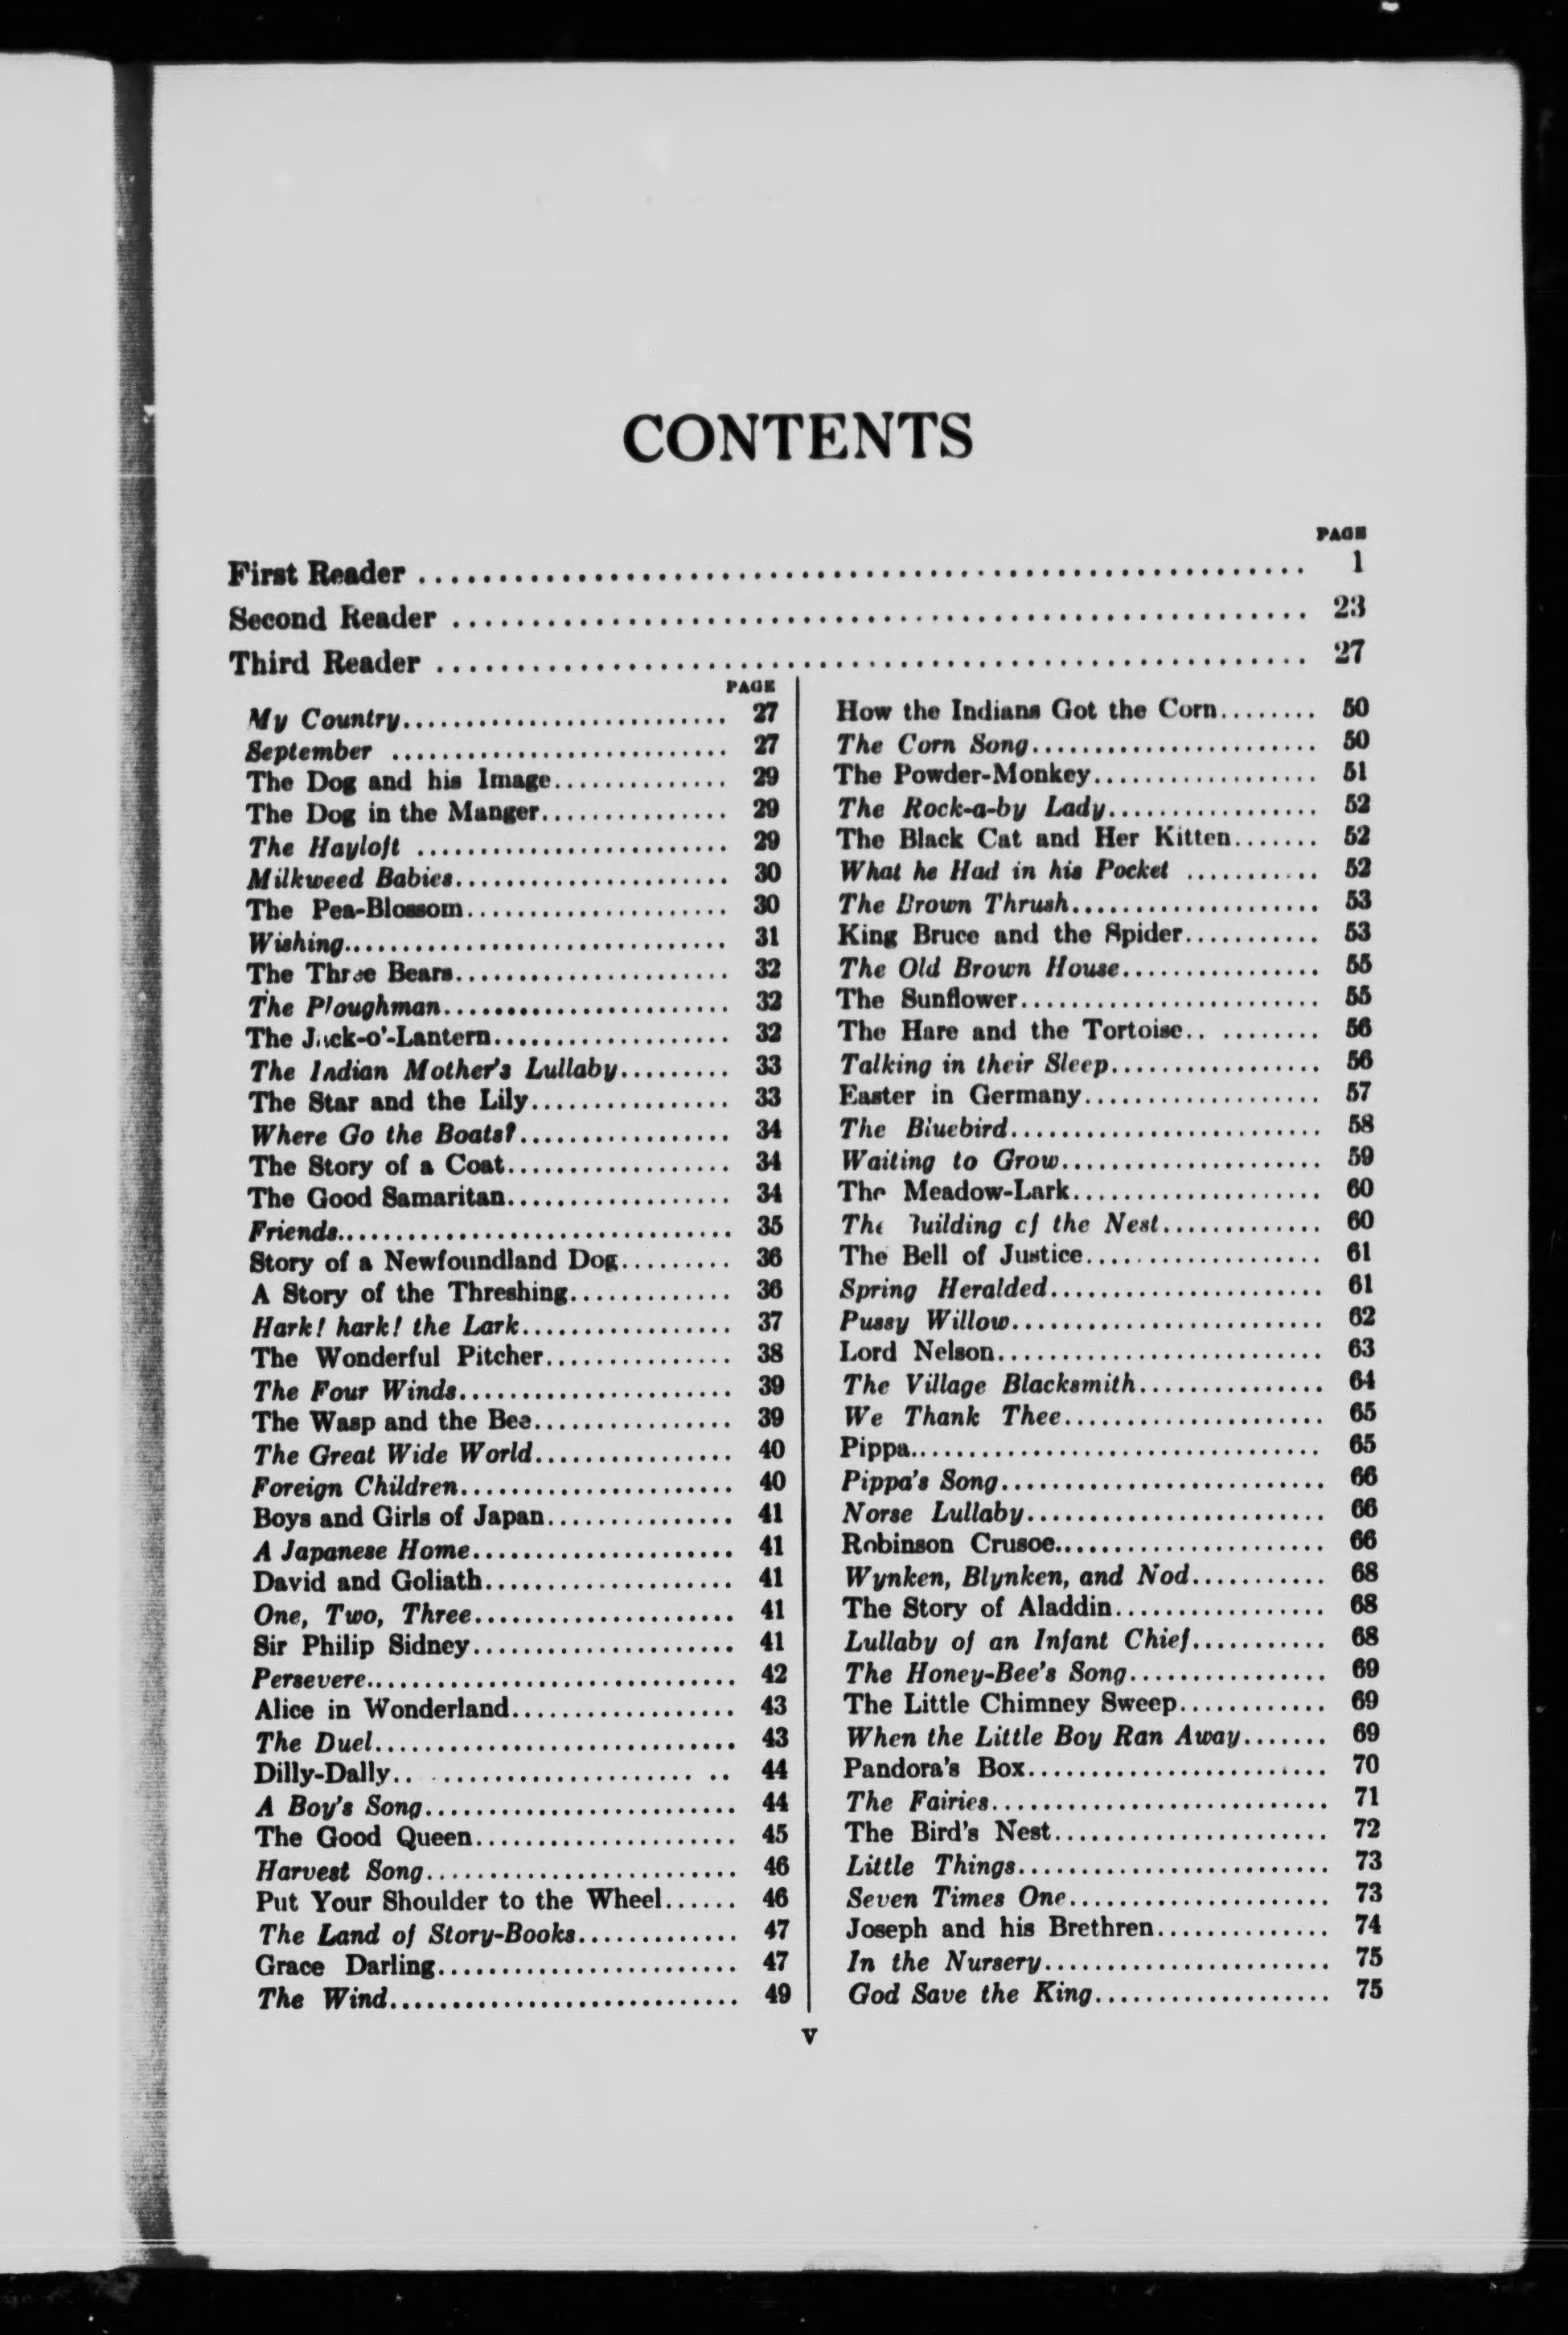 CONTENTS
PAGE
First Reader ........ 1
Second Reader ........ 23
Third Reader ........ 27
PAGE
My Country ........ 27
September ........ 27
The Dog and his Image ........ 29
The Dog in the Manger ........ 29
The Hayloft ........ 29
Milkweed Babies ........ 30
The Pea-Blossom ........ 30
Wishing ........ 31
The Three Bears ........ 32
The Ploughman ........ 32
The Jack-o'-Lantern ........ 32
The Indian Mother's Lullaby ........ 33
The Star and the Lily ........ 33
Where Go the Boats? ........ 34
The Story of a Coat ........ 34
The Good Samaritan ........ 34
Friends ........ 35
Story of a Newfoundland Dog ........ 36
A Story of the Threshing ........ 36
Hark! hark! the Lark ........ 37
The Wonderful Pitcher ........ 38
The Four Winds ........ 39
The Wasp and the Bee ........ 39
The Great Wide World ........ 40
Foreign Children ........ 40
Boys and Girls of Japan ........ 41
A Japanese Home ........ 41
David and Goliath ........ 41
One, Two, Three ........ 41
Sir Philip Sidney ........ 41
Persevere ........ 42
Alice in Wonderland ........ 43
The Duel ........ 43
Dilly-Dally ........ 44
A Boy's Song ........ 44
The Good Queen ........ 45
Harvest Song ........ 46
Put Your Shoulder to the Wheel ........ 46
The Land of Story-Books ........ 47
Grace Darling ........ 47
The Wind ........ 49
How the Indians Got the Corn ........ 50
The Corn Song ........ 50
The Powder-Monkey ........ 51
The Rock-a-by Lady ........ 52
The Black Cat and Her Kitten ........ 52
What he Had in his Pocket ........ 52
The Brown Thrush ........ 53
King Bruce and the Spider ........ 53
The Old Brown House ........ 55
The Sunflower ........ 55
The Hare and the Tortoise ........ 56
Talking in their Sleep ........ 56
Easter in Germany ........ 57
The Bluebird ........ 58
Waiting to Grow ........ 59
The Meadow-Lark ........ 60
The Building of the Nest ........ 60
The Bell of Justice ........ 61
Spring Heralded ........ 61
Pussy Willow ........ 62
Lord Nelson ........ 63
The Village Blacksmith ........ 64
We Thank Thee ........ 65
Pippa ........ 65
Pippa's Song ........ 66
Norse Lullaby ........ 66
Robinson Crusoe ........ 66
Wynken, Blynken, and Nod ........ 68
The Story of Aladdin ........ 68
Lullaby of an Infant Chief ........ 68
The Honey-Bee's Song ........ 69
The Little Chimney Sweep ........ 69
When the Little Boy Ran Away ........ 69
Pandora's Box ........ 70
The Fairies ........ 71
The Bird's Nest ........ 72
Little Things ........ 73
Seven Times One ........ 73
Joseph and his Brethren ........ 74
In the Nursery ........ 75
God Save the King ........ 75
v